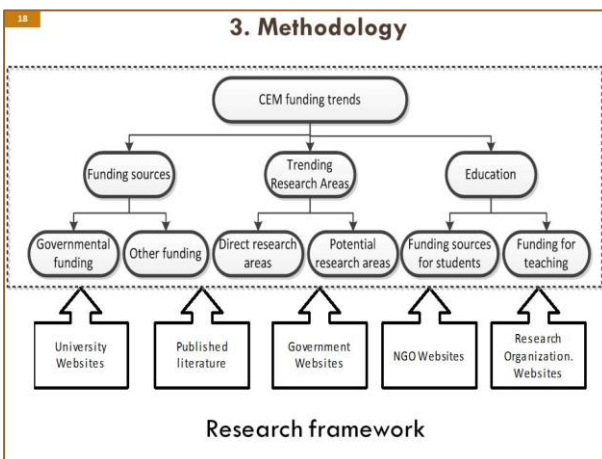 18
3. Methodology
CEM funding trends
Funding sources
Trending
Research Areas
Education
Governmental
funding
Other funding
Direct research
areas
Potential
research areas
Funding sources
for students
Funding for
teaching
University
Websites
Published
literature
Government
Websites
NGO Websites
Research
Organization.
Websites
Research framework